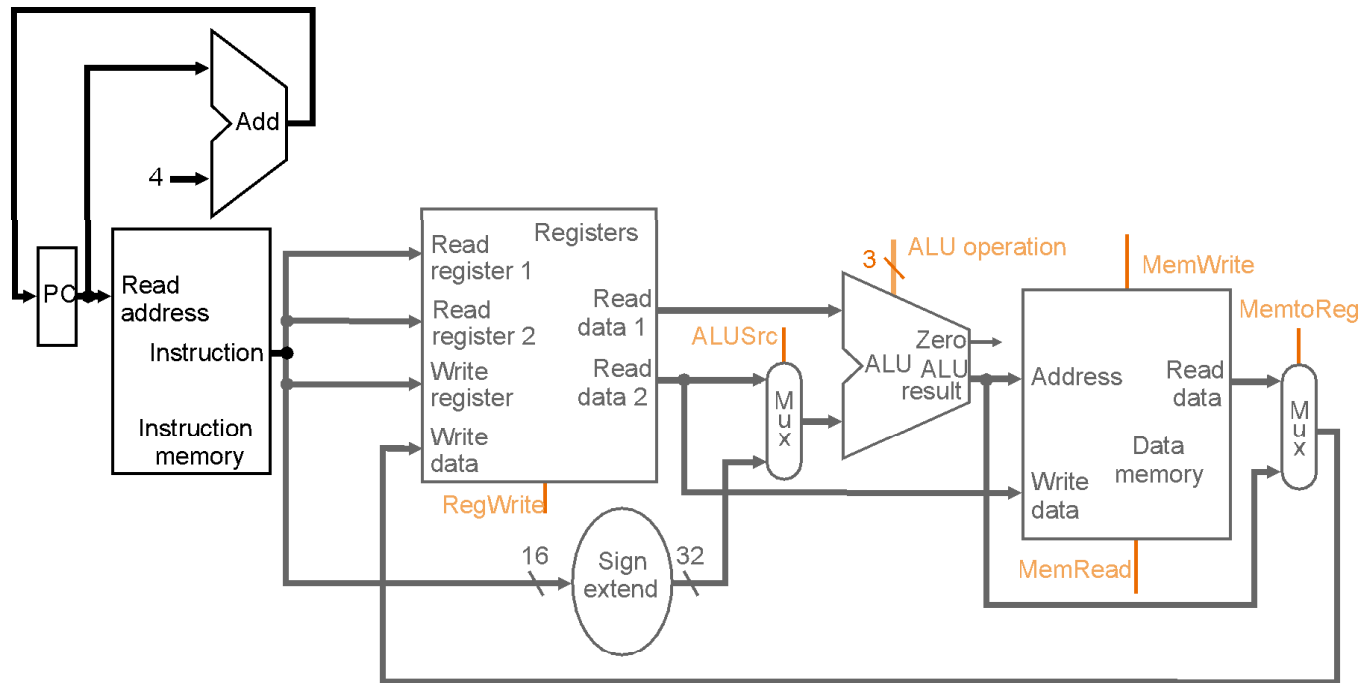 Add
4
PC
Read
address
Instruction
Instruction
memory
Registers
Read
register 1
Read
register 2
Write
register
Write
data
Read
data 1
Read
data 2
RegWrite
16
Sign
extend
32
ALUSrc
Mux
3
ALU operation
Zero
ALU
ALU
result
MemWrite
Address
Read
data
Data
memory
Write
data
MemRead
MemtoReg
Mux